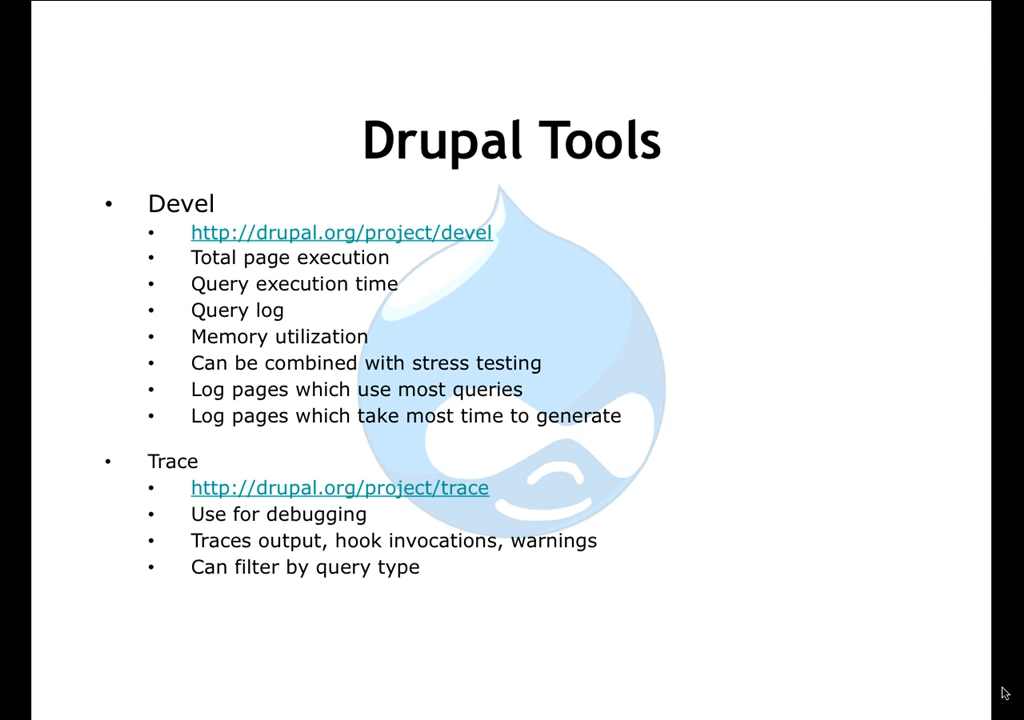 Drupal Tools
• Devel
• http://drupal.org/project/devel
• Total page execution
• Query execution time
• Query log
• Memory utilization
• Can be combined with stress testing
• Log pages which use most queries
• Log pages which take most time to generate
• Trace
• http://drupal.org/project/trace
• Use for debugging
• Traces output, hook invocations, warnings
• Can filter by query type